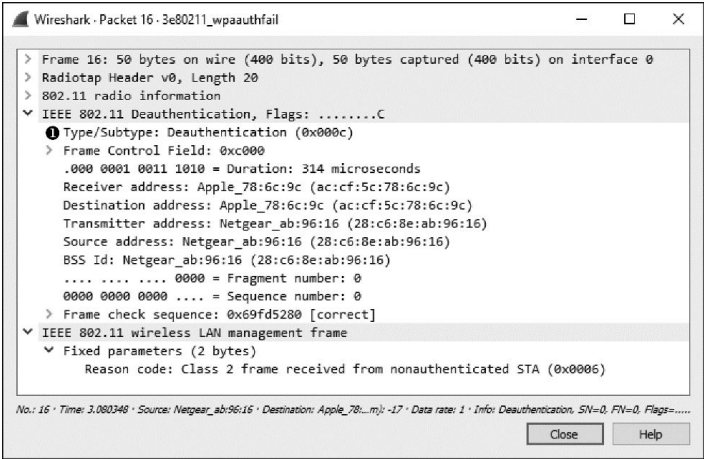 Wireshark · Packet 16 · 3e80211_wpaauthfail
Frame 16: 50 bytes on wire (400 bits), 50 bytes captured (400 bits) on interface 0
Radiotap Header v0, Length 20
802.11 radio information
IEEE 802.11 Deauthentication, Flags: ........C
❶ Type/Subtype: Deauthentication (0x000c)
Frame Control Field: 0xc000
.000 0001 0011 1010 = Duration: 314 microseconds
Receiver address: Apple_78:6c:9c (ac:cf:5c:78:6c:9c)
Destination address: Apple_78:6c:9c (ac:cf:5c:78:6c:9c)
Transmitter address: Netgear_ab:96:16 (28:c6:8e:ab:96:16)
Source address: Netgear_ab:96:16 (28:c6:8e:ab:96:16)
BSS Id: Netgear_ab:96:16 (28:c6:8e:ab:96:16)
.... .... .... 0000 = Fragment number: 0
0000 0000 0000 .... = Sequence number: 0
Frame check sequence: 0x69fd5280 [correct]
IEEE 802.11 wireless LAN management frame
Fixed parameters (2 bytes)
Reason code: Class 2 frame received from nonauthenticated STA (0x0006)
No.: 16 · Time: 3.080348 · Source: Netgear_ab:96:16 · Destination: Apple_78:...m): -17 · Data rate: 1 · Info: Deauthentication, SN=0, FN=0, Flags=.....
Close
Help